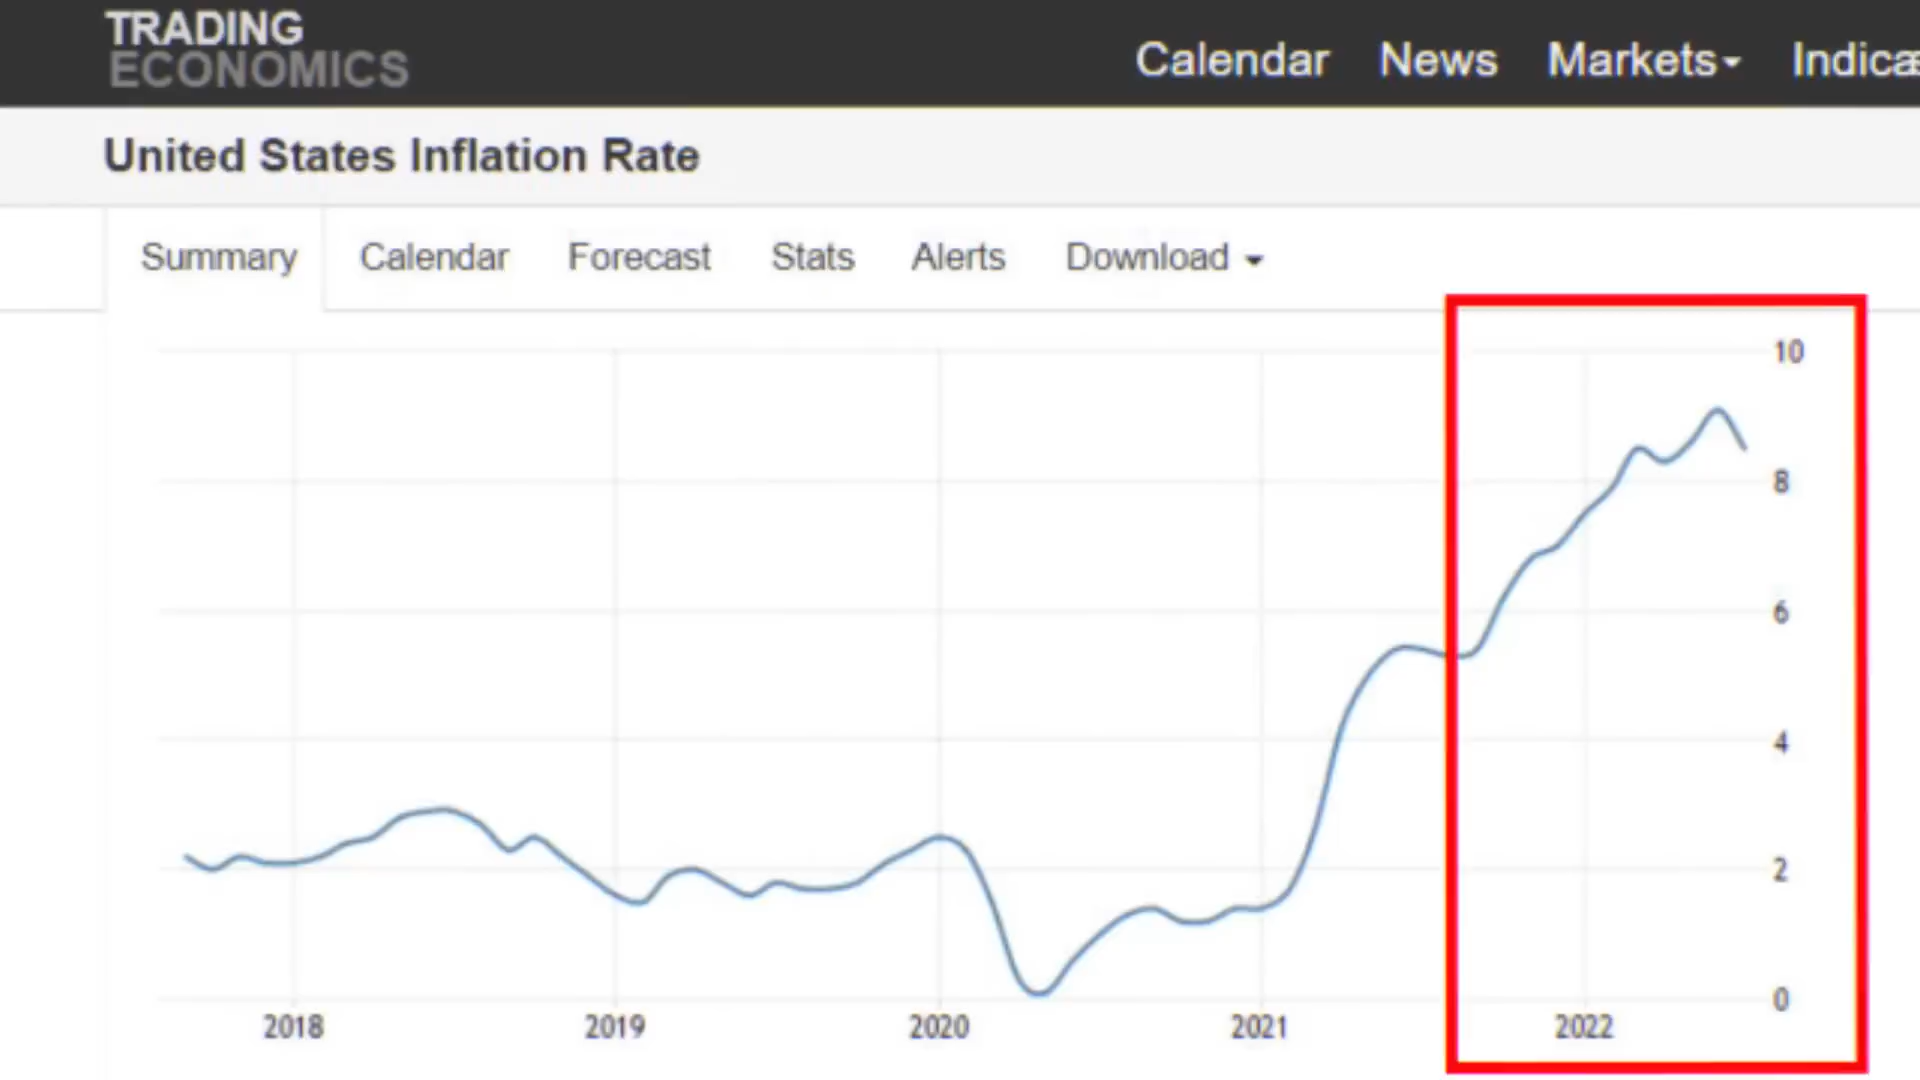 TRADING
ECONOMICS
Calendar News Markets
United States Inflation Rate
Summary Calendar Forecast Stats Alerts Download
10
8
6
4
2
0
2018 2019 2020 2021 2022